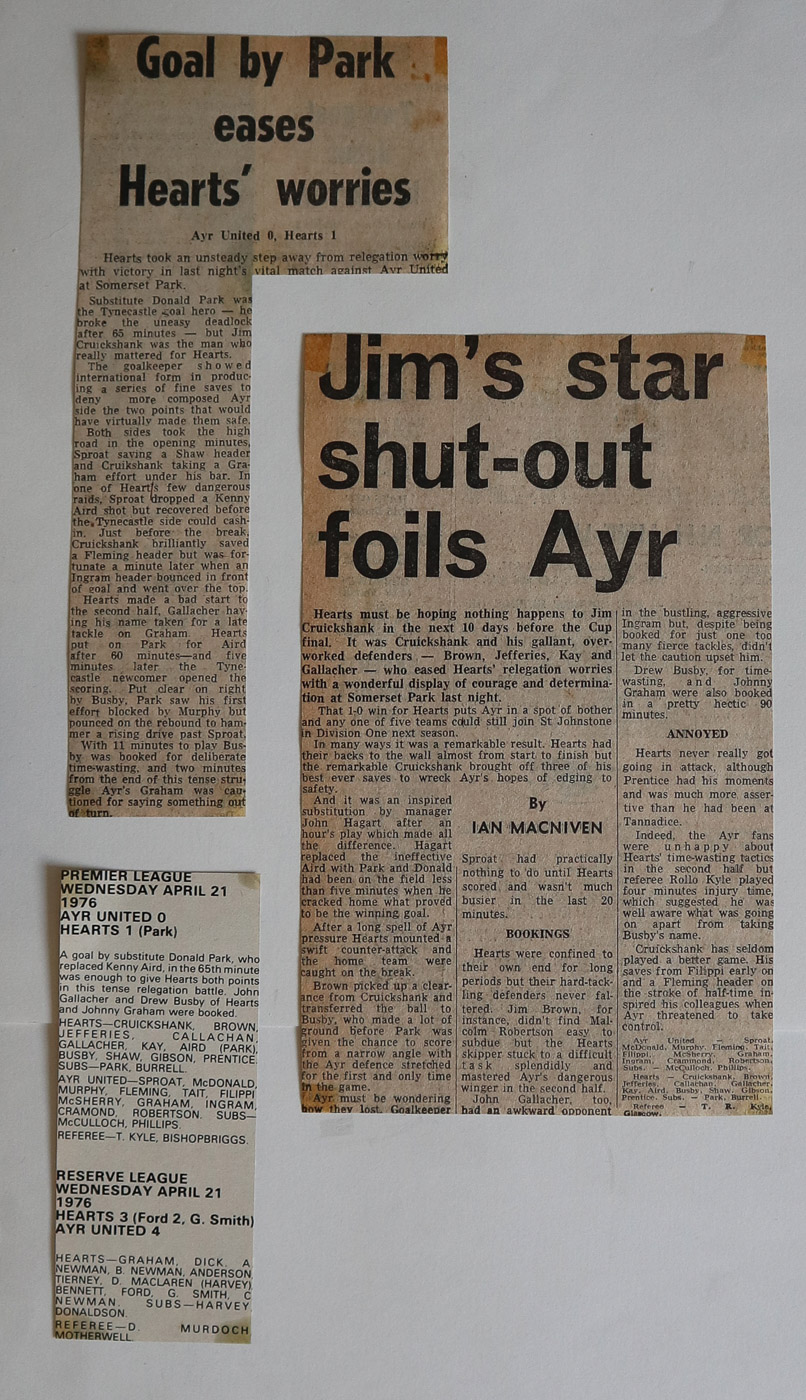 Goal by Park
eases
Hearts' worries
Ayr United 0, Hearts 1
Hearts took an unsteady step away from relegation worry
with victory in last night's vital match against Ayr United
at Somerset Park.
Substitute Donald Park was
the Tynecastle goal hero — he
broke the uneasy deadlock
after 65 minutes — but Jim
Cruickshank was the man who
really mattered for Hearts.
The goalkeeper showed
international form in produc-
ing a series of fine saves to
deny more composed Ayr
side the two points that would
have virtually made them safe.
Both sides took the high
road in the opening minutes,
Sproat saving a Shaw header
and Cruikshank taking a Gra-
ham effort under his bar. In
one of Heart's few dangerous
raids, Sproat dropped a Kenny
Aird shot but recovered before
the Tynecastle side could cash-
in. Just before the break,
Cruickshank brilliantly saved
a Fleming header but was for-
tunate a minute later when an
Ingram header bounced in front
of goal and went over the top.
Hearts made a bad start to
the second half, Gallacher hav-
ing his name taken for a late
tackle on Graham. Hearts
put on Park for Aird
after 60 minutes—and five
minutes later the Tyne-
castle newcomer opened the
scoring. Put clear on right
by Busby, Park saw his first
effort blocked by Murphy but
pounced on the rebound to ham-
mer a rising drive past Sproat.
With 11 minutes to play Bus-
by was booked for deliberate
time-wasting, and two minutes
from the end of this tense stru-
ggle Ayr's Graham was cau-
tioned for saying something out
of turn.
PREMIER LEAGUE
WEDNESDAY APRIL 21
1976
AYR UNITED 0
HEARTS 1 (Park)
A goal by substitute Donald Park, who
replaced Kenny Aird, in the 65th minute
was enough to give Hearts both points
in this tense relegation battle. John
Gallacher and Drew Busby of Hearts
and Johnny Graham were booked.
HEARTS—CRUICKSHANK, BROWN,
JEFFERIES, CALLACHAN,
GALLACHER, KAY, AIRD (PARK),
BUSBY, SHAW, GIBSON, PRENTICE.
SUBS—PARK, BURRELL.
AYR UNITED—SPROAT, McDONALD,
MURPHY, FLEMING, TAIT, FILIPPI
McSHERRY, GRAHAM, INGRAM,
CRAMOND, ROBERTSON. SUBS—
McCULLOCH, PHILLIPS.
REFEREE—T. KYLE, BISHOPBRIGGS.
RESERVE LEAGUE
WEDNESDAY APRIL 21
1976
HEARTS 3 (Ford 2, G. Smith)
AYR UNITED 4
HEARTS—GRAHAM, DICK, A
NEWMAN, B. NEWMAN, ANDERSON
TIERNEY, D. MACLAREN (HARVEY)
BENNETT, FORD, G. SMITH, C
NEWMAN. SUBS—HARVEY
DONALDSON.
REFEREE—D. MURDOCH
MOTHERWELL.
Jim's star
shut-out
foils Ayr
Hearts must be hoping nothing happens to Jim
Cruickshank in the next 10 days before the Cup
final. It was Cruickshank and his gallant, over-
worked defenders — Brown, Jefferies, Kay and
Gallacher — who eased Hearts' relegation worries
with a wonderful display of courage and determina-
tion at Somerset Park last night.
That 1-0 win for Hearts puts Ayr in a spot of bother
and any one of five teams could still join St Johnstone
in Division One next season.
In many ways it was a remarkable result. Hearts had
their backs to the wall almost from start to finish but
the remarkable Cruickshank brought off three of his
best ever saves to wreck Ayr's hopes of edging to
safety.
And it was an inspired
substitution by manager
John Hagart after an
hour's play which made all
the difference. Hagart
replaced the ineffective
Aird with Park and Donald
had been on the field less
than five minutes when he
cracked home what proved
to be the winning goal.
After a long spell of Ayr
pressure Hearts mounted a
swift counter-attack and
the home team were
caught on the break.
Brown picked up a clear-
ance from Cruickshank and
transferred the ball to
Busby, who made a lot of
ground before Park was
given the chance to score
from a narrow angle with
the Ayr defence stretched
for the first and only time
in the game.
Ayr must be wondering
how they lost. Goalkeeper
By
IAN MACNIVEN
Sproat had practically
nothing to do until Hearts
scored and wasn't much
busier in the last 20
minutes.
BOOKINGS
Hearts were confined to
their own end for long
periods but their hard-tack-
ling defenders never fal-
tered. Jim Brown, for
instance, didn't find Mal-
colm Robertson easy to
subdue but the Hearts
skipper stuck to a difficult
task splendidly and
mastered Ayr's dangerous
winger in the second half.
John Gallacher, too,
had an awkward opponent
in the bustling, aggressive
Ingram but, despite being
booked for just one too
many fierce tackles, didn't
let the caution upset him.
Drew Busby, for time-
wasting, and Johnny
Graham were also booked
in a pretty hectic 90
minutes.
ANNOYED
Hearts never really got
going in attack, although
Prentice had his moments
and was much more asser-
tive than he had been at
Tannadice.
Indeed, the Ayr fans
were unhappy about
Hearts' time-wasting tactics
in the second half but
referee Rollo Kyle played
four minutes injury time,
which suggested he was
well aware what was going
on apart from taking
Busby's name.
Cruickshank has seldom
played a better game. His
saves from Filippi early on
and a Fleming header on
the stroke of half-time in-
spired his colleagues when
Ayr threatened to take
control.
Ayr United — Sproat,
McDonald, Murphy, Fleming, Tait,
Filippi, McSherry, Graham,
Ingram, Crammond, Robertson.
Subs. — McCulloch, Phillips.
Hearts — Cruickshank, Brown,
Jefferies, Callachan, Gallacher,
Kay, Aird, Busby, Shaw, Gibson,
Prentice. Subs. — Park, Burrell.
Referee — T. R. Kyle,
Glasgow.